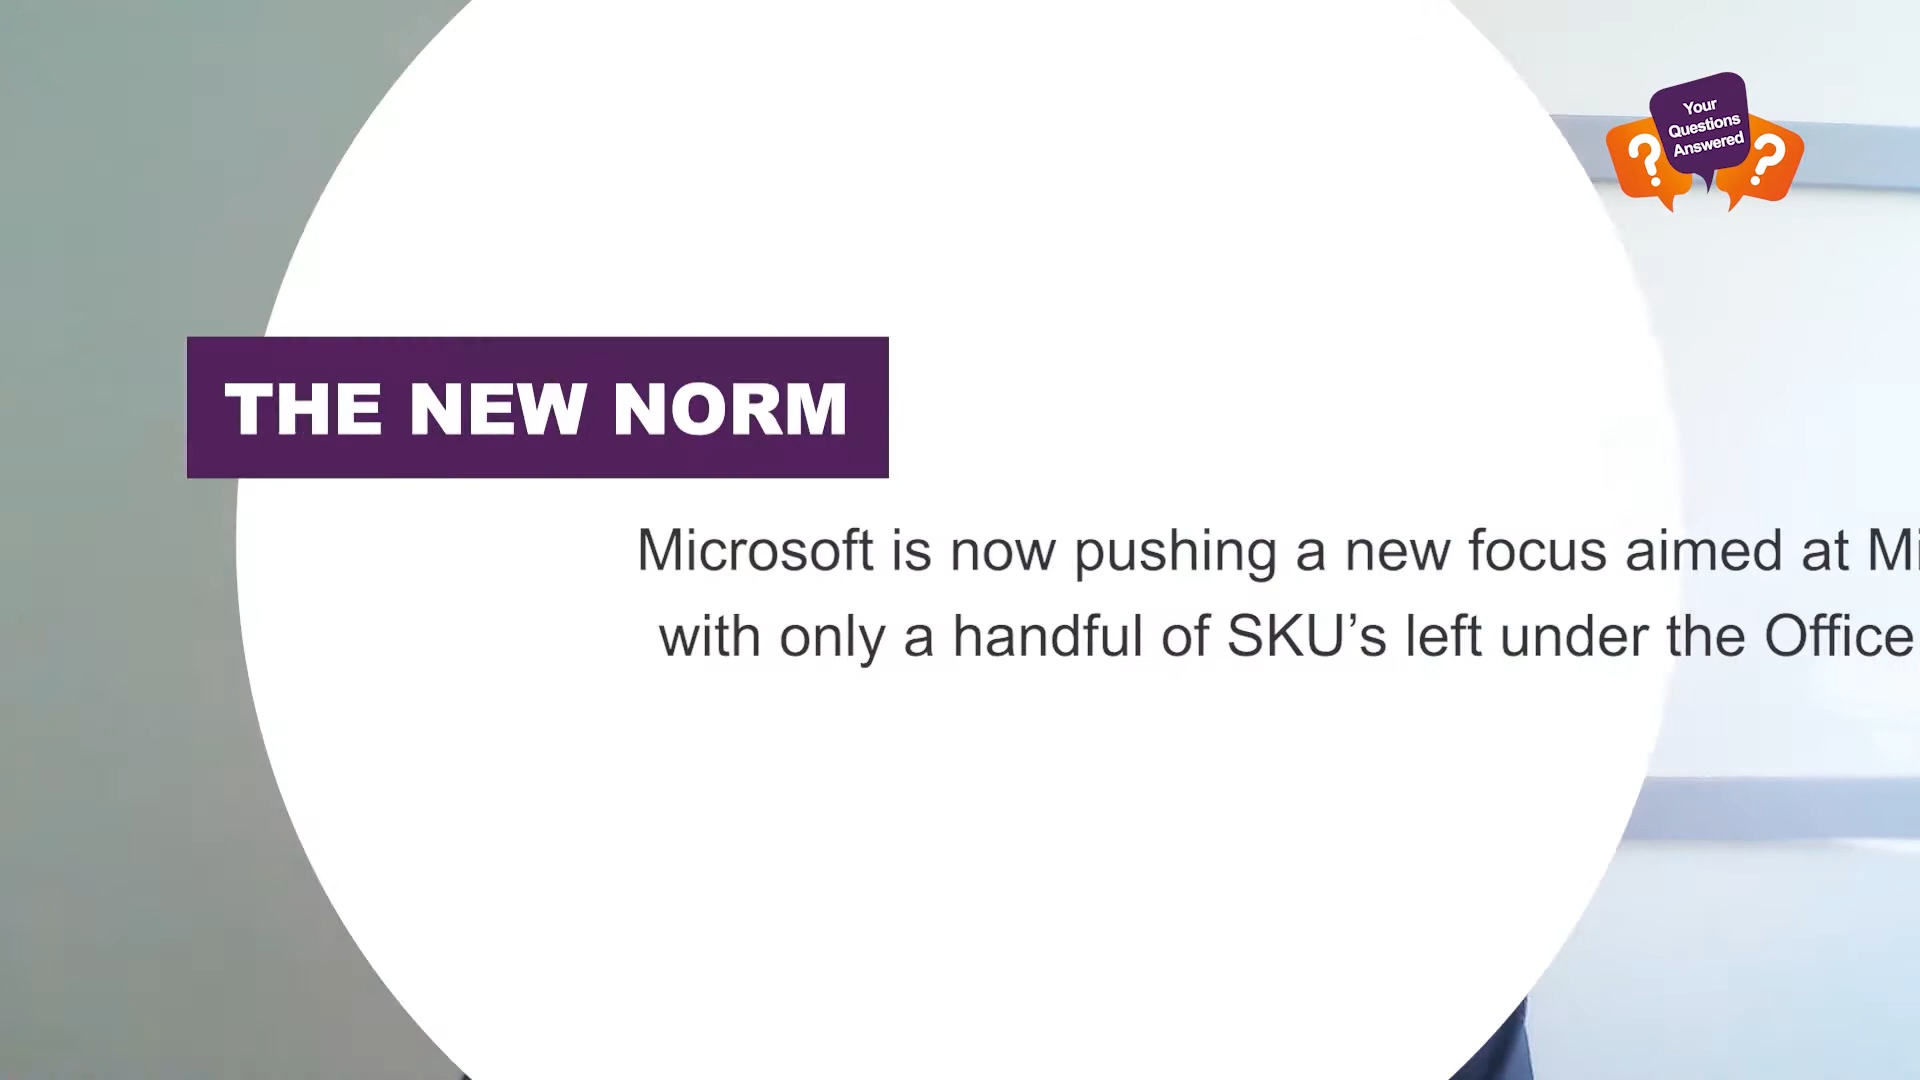 Your
Questions
Answered
? ?
THE NEW NORM
Microsoft is now pushing a new focus aimed at
with only a handful of SKU’s left under the Office